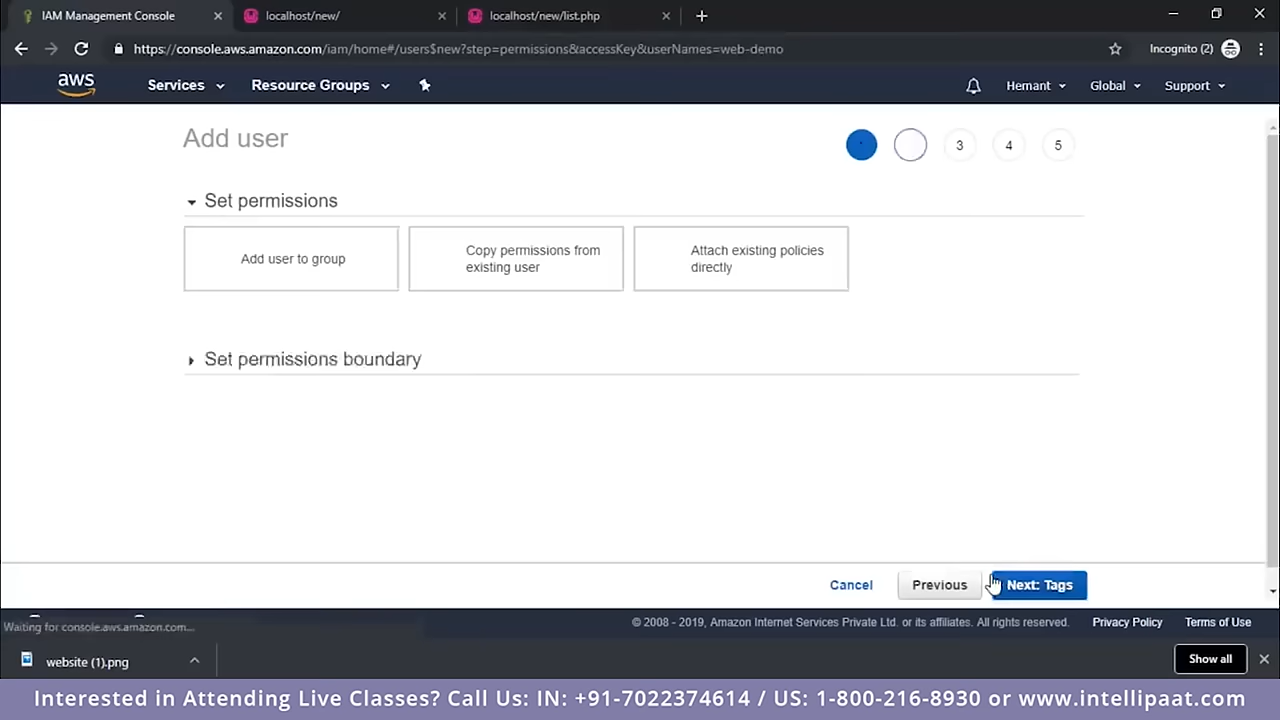 IAM Management Console
localhost/new/
localhost/new/list.php
https://console.aws.amazon.com/iam/home#/users$new?step=permissions&accessKey&userNames=web-demo
Incognito (2)
aws
Services
Resource Groups
Hemant
Global
Support
Add user
3
4
5
Set permissions
Add user to group
Copy permissions from
existing user
Attach existing policies
directly
Set permissions boundary
Cancel
Previous
Next: Tags
Waiting for console.aws.amazon.com...
© 2008 - 2019, Amazon Internet Services Private Ltd. or its affiliates. All rights reserved.
Privacy Policy
Terms of Use
website (1).png
Show all
Interested in Attending Live Classes? Call Us: IN: +91-7022374614 / US: 1-800-216-8930 or www.intellipaat.com